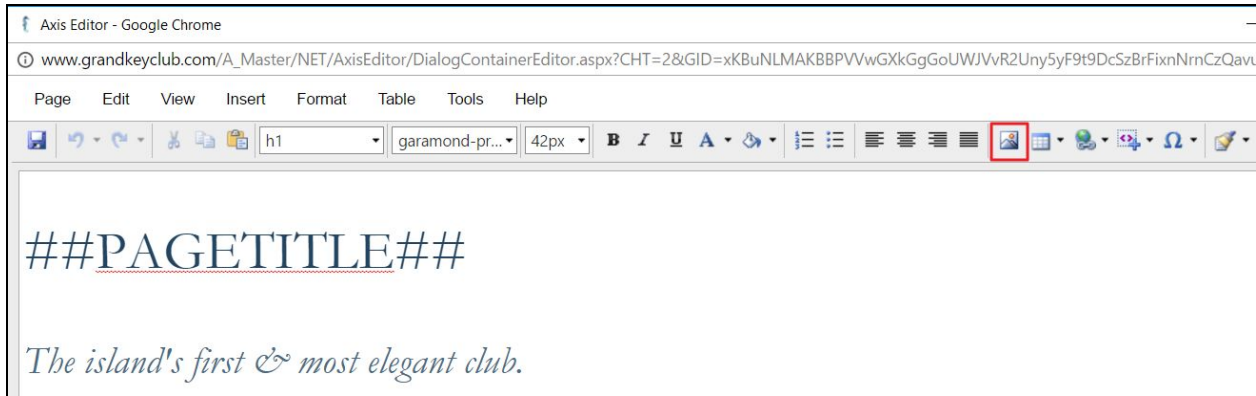 Axis Editor - Google Chrome
www.grandkeyclub.com/A_Master/NET/AxisEditor/DialogContainerEditor.aspx?CHT=2&GID=xKBuNLMAKBBPVVwGXkGgGoUWJVvR2Uny5yF9t9DcSzBrFixnNrnCzQavu
Page Edit View Insert Format Table Tools Help
h1 garamond-pr... 42px B I U A Ω
##PAGETITLE##
The island's first & most elegant club.